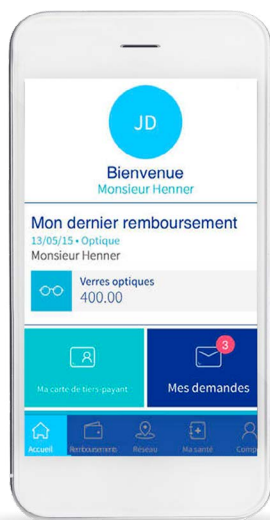 JD
Bienvenue
Monsieur Henner
Mon dernier remboursement
13/05/15 • Optique
Monsieur Henner
Verres optiques
400.00
3
Ma carte de tiers-payant
Mes demandes
Accueil
Remboursements
Réseau
Ma santé
Comp